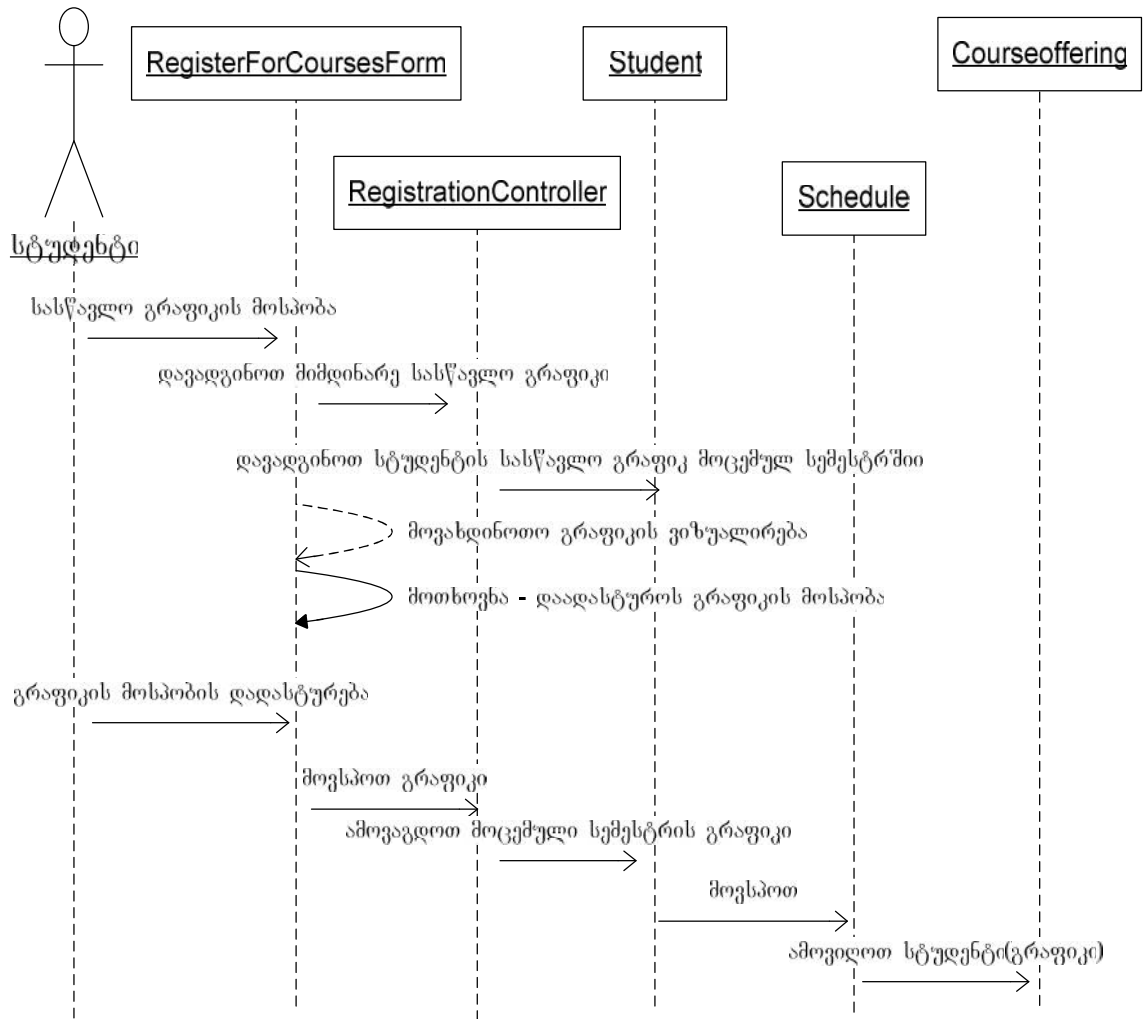 RegisterForCoursesForm
Student
Courseoffering
RegistrationController
Schedule
სტუდენტი
სასწავლო გრაფიკის მოსპობა
დავადგინოთ მიმდინარე სასწავლო გრაფიკი
დავადგინოთ სტუდენტის სასწავლო გრაფიკ მოცემულ სემესტრშიი
მოვახდინოთო გრაფიკის ვიზუალირება
მოთხოვნა - დაადასტუროს გრაფიკის მოსპობა
გრაფიკის მოსპობის დადასტურება
მოვსპოთ გრაფიკი
ამოვაგდოთ მოცემული სემესტრის გრაფიკი
მოვსპოთ
ამოვიღოთ სტუდენტი(გრაფიკი)